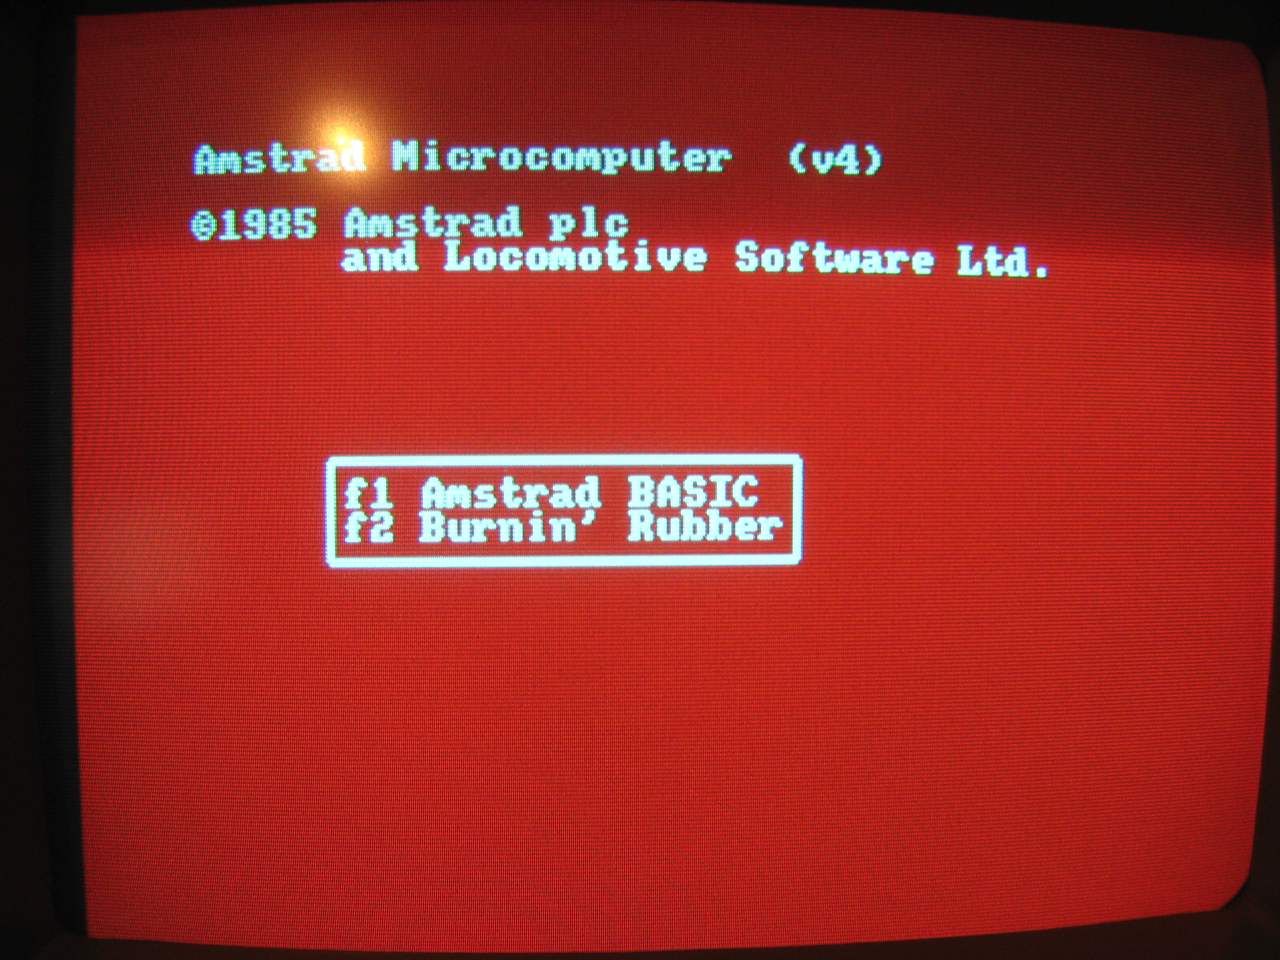 Amstrad Microcomputer (v4)
©1985 Amstrad plc
and Locomotive Software Ltd.
f1 Amstrad BASIC
f2 Burnin' Rubber